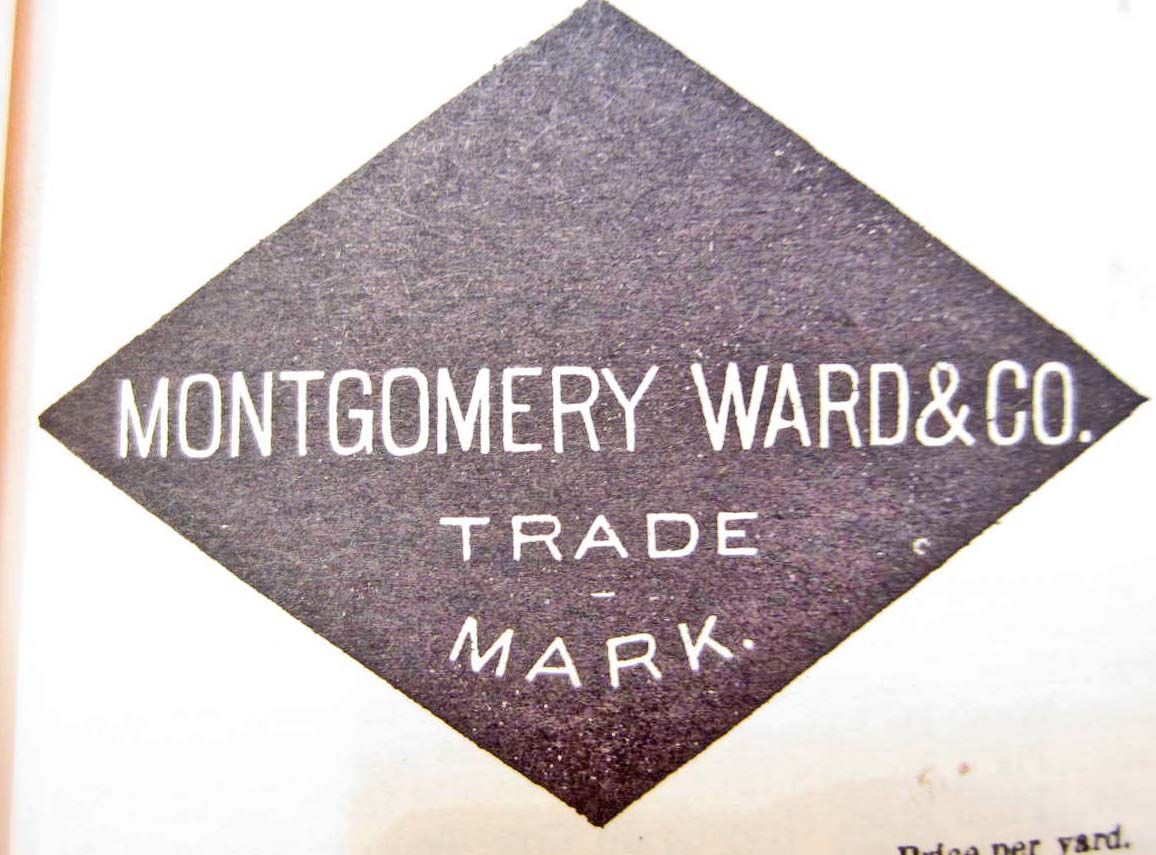 MONTGOMERY WARD & CO.
TRADE
-
MARK.
Price per yard.